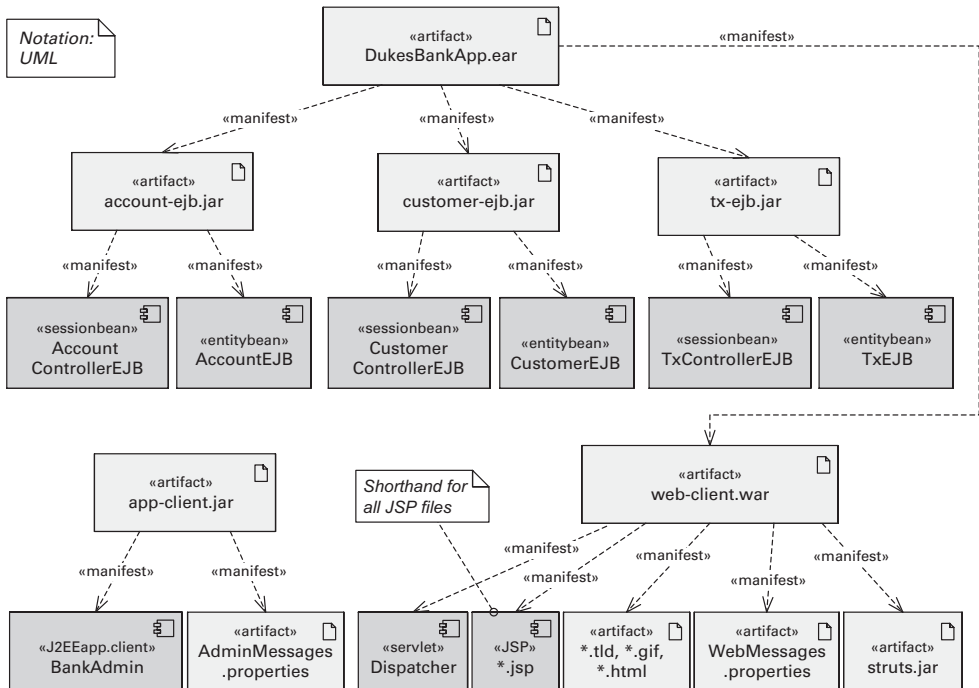 Notation:
UML
«artifact»
DukesBankApp.ear
«manifest»
«manifest»
«manifest»
«manifest»
«artifact»
account-ejb.jar
«artifact»
customer-ejb.jar
«artifact»
tx-ejb.jar
«manifest»
«manifest»
«manifest»
«manifest»
«manifest»
«manifest»
«sessionbean»
Account
ControllerEJB
«entitybean»
AccountEJB
«sessionbean»
Customer
ControllerEJB
«entitybean»
CustomerEJB
«sessionbean»
TxControllerEJB
«entitybean»
TxEJB
«artifact»
app-client.jar
Shorthand for
all JSP files
«artifact»
web-client.war
«manifest»
«manifest»
«manifest»
«manifest»
«manifest»
«manifest»
«manifest»
«J2EEapp.client»
BankAdmin
«artifact»
AdminMessages
.properties
«servlet»
Dispatcher
«JSP»
*.jsp
«artifact»
*.tld, *.gif,
*.html
«artifact»
WebMessages
.properties
«artifact»
struts.jar